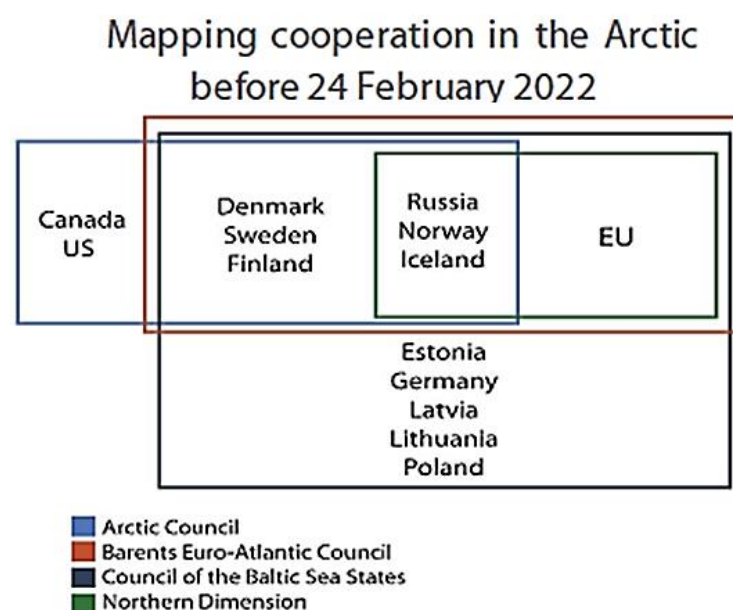 Mapping cooperation in the Arctic
before 24 February 2022
Canada
US
Denmark
Sweden
Finland
Russia
Norway
Iceland
EU
Estonia
Germany
Latvia
Lithuania
Poland
Arctic Council
Barents Euro-Atlantic Council
Council of the Baltic Sea States
Northern Dimension